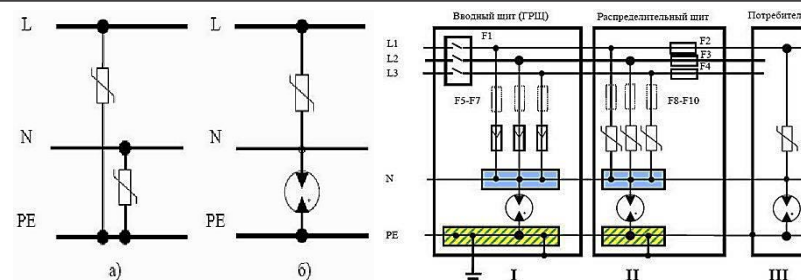 L
N
PE
а)
L
N
PE
б)
Вводный щит (ГРЩ)
Распределительный щит
L1
L2
L3
F1
F2
F3
F4
F5-F7
F8-F10
N
PE
I
II
III